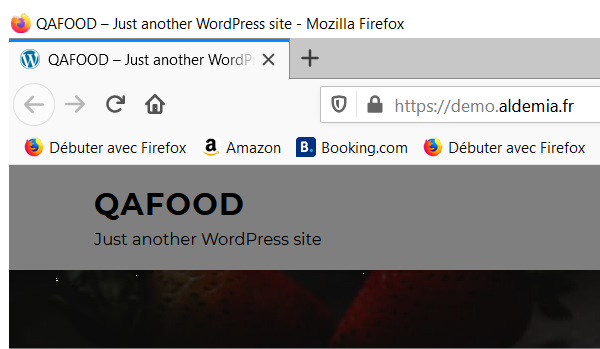 QAFOOD – Just another WordPress site - Mozilla Firefox
QAFOOD – Just another WordP
https://demo.aldemia.fr
Débuter avec Firefox a Amazon B. Booking.com Débuter avec Firefox
QAFOOD
Just another WordPress site